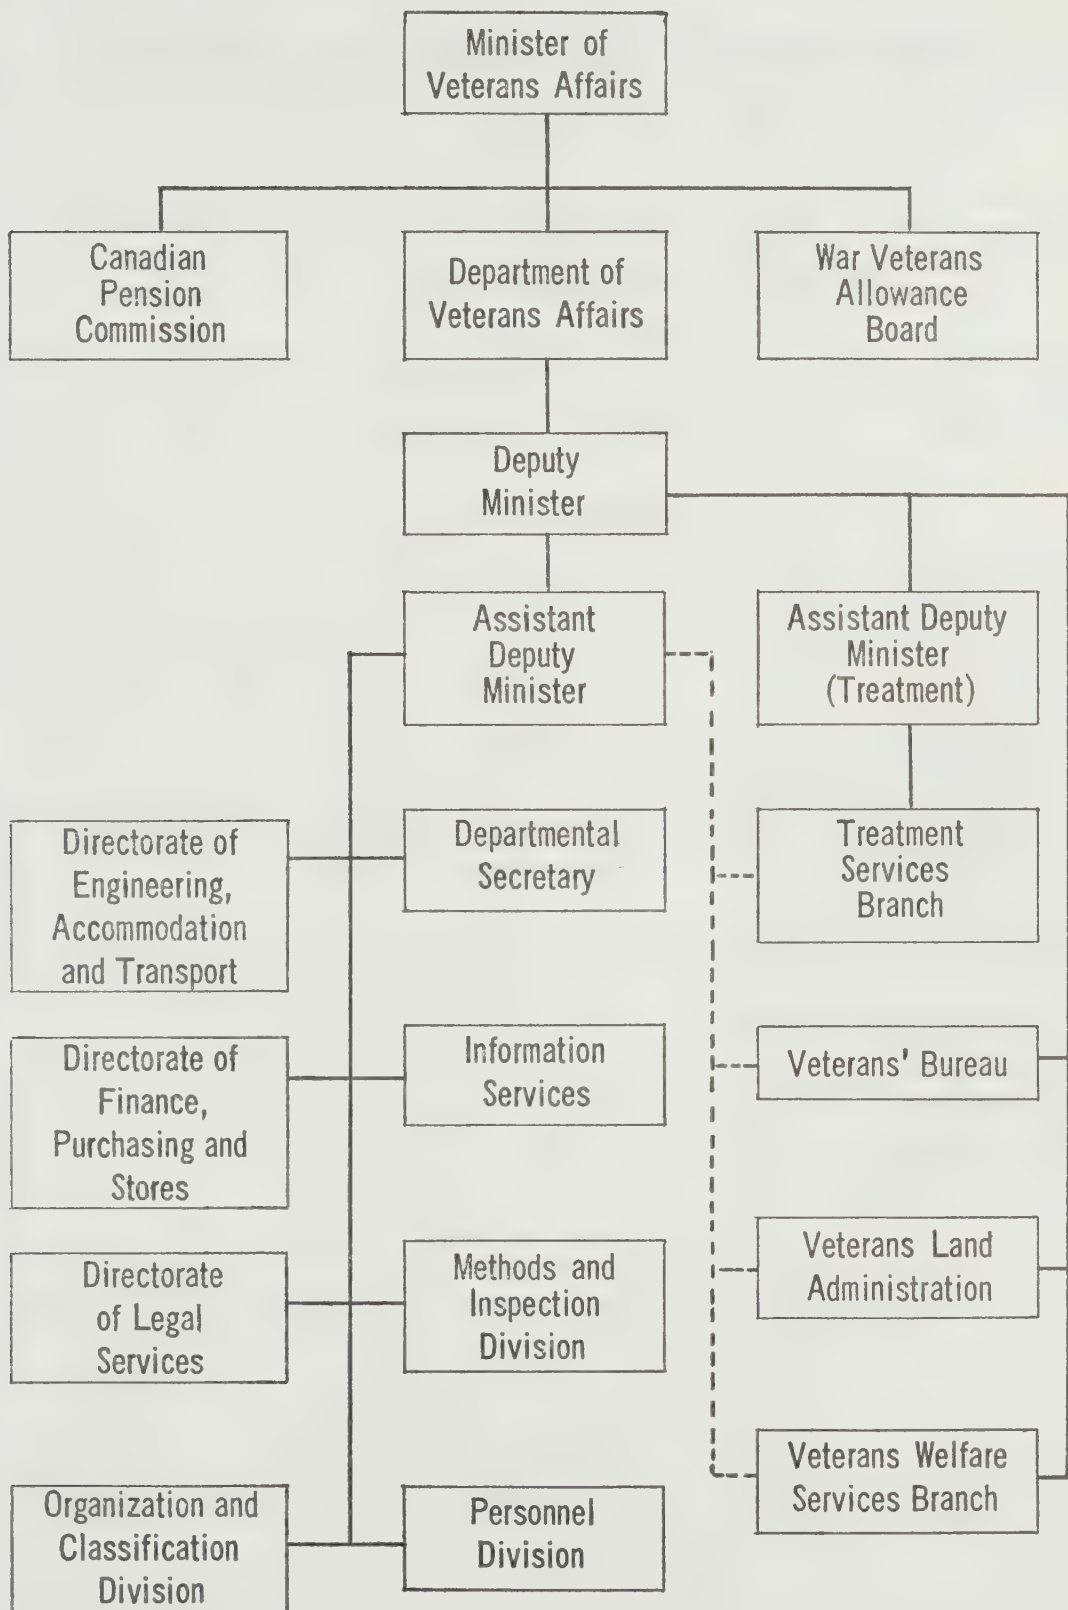 Minister of
Veterans Affairs
Canadian
Pension
Commission
Department of
Veterans Affairs
War Veterans
Allowance
Board
Deputy
Minister
Assistant
Deputy
Minister
Assistant Deputy
Minister
(Treatment)
Directorate of
Engineering,
Accommodation
and Transport
Departmental
Secretary
Treatment
Services
Branch
Directorate of
Finance,
Purchasing and
Stores
Information
Services
Veterans' Bureau
Directorate
of Legal
Services
Methods and
Inspection
Division
Veterans Land
Administration
Organization and
Classification
Division
Personnel
Division
Veterans Welfare
Services Branch